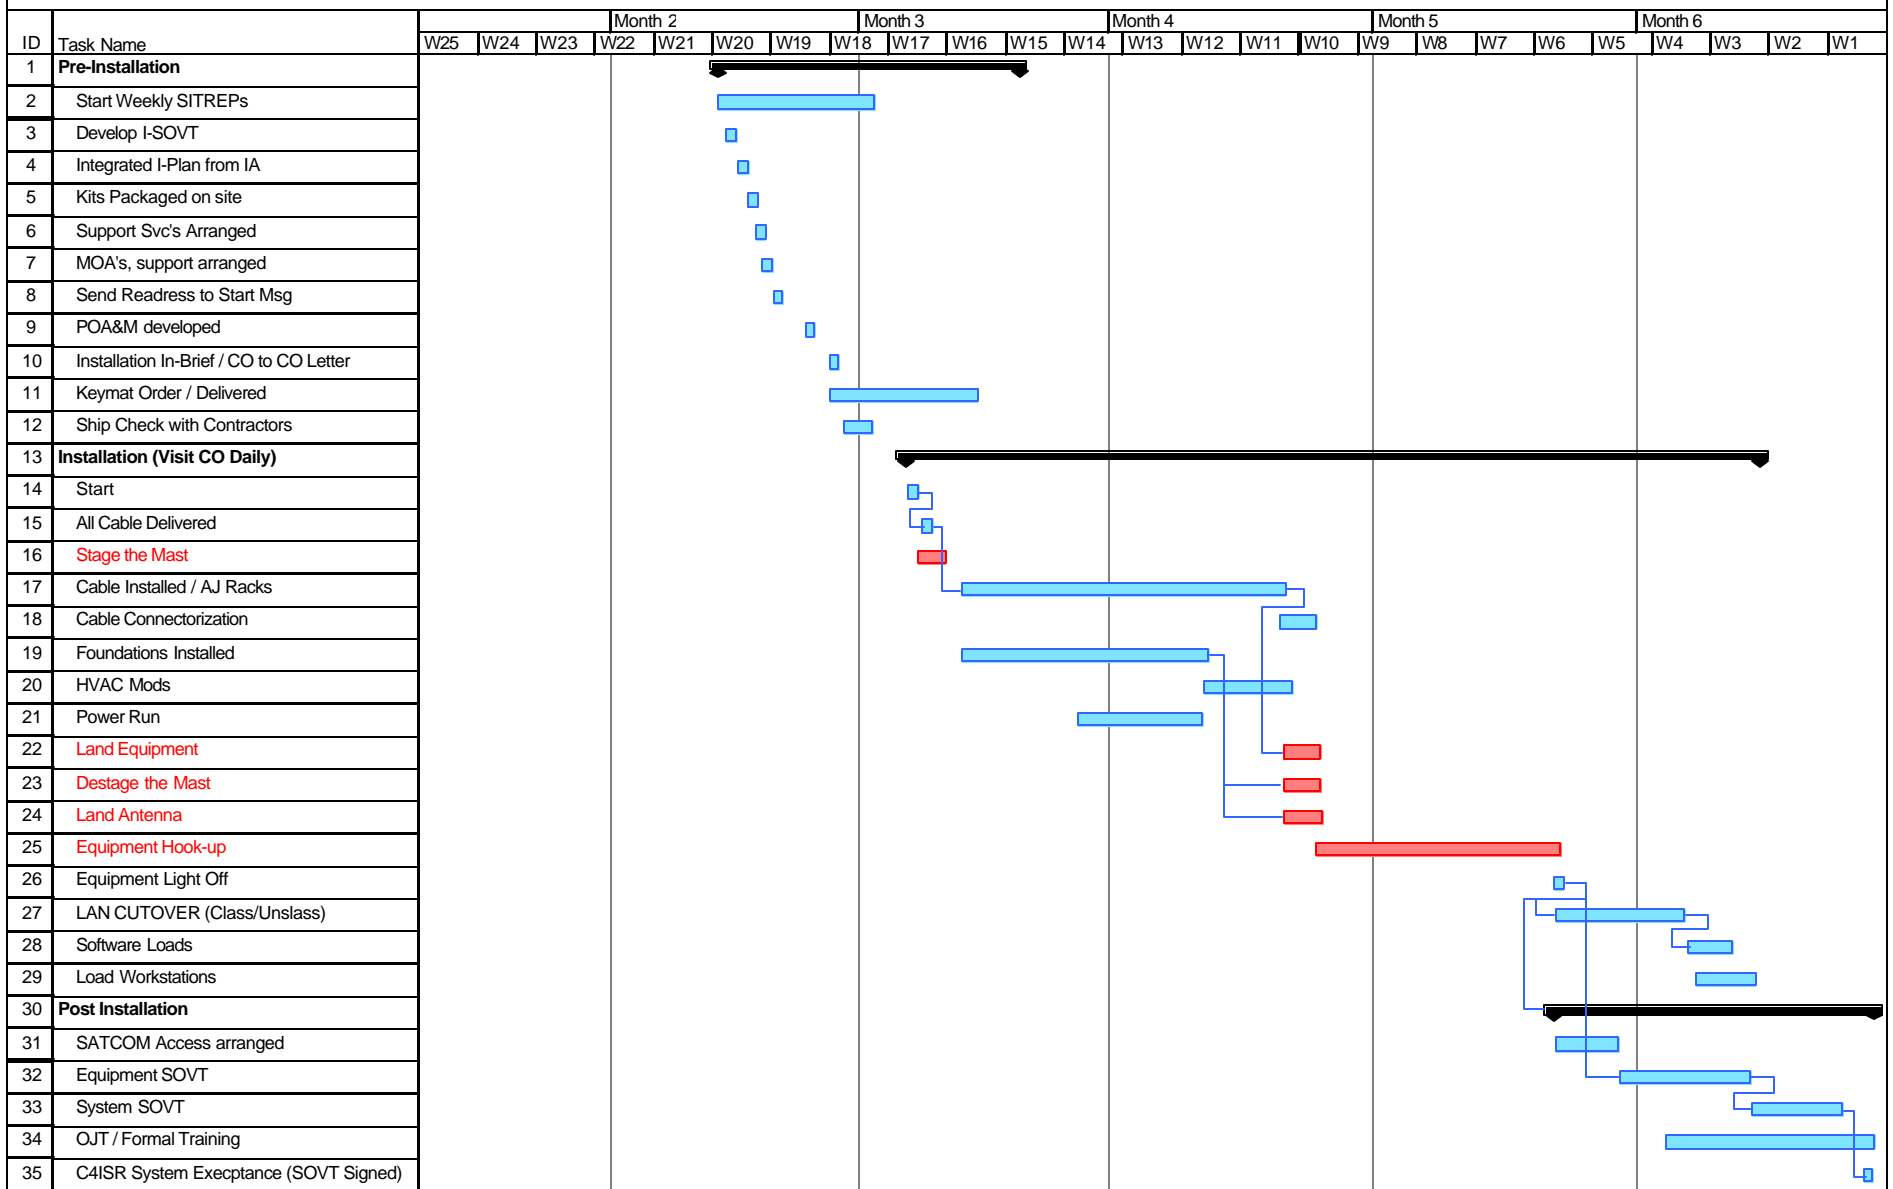 Month 2 Month 3 Month 4 Month 5 Month 6
ID Task Name W25 W24 W23 W22 W21 W20 W19 W18 W17 W16 W15 W14 W13 W12 W11 W10 W9 W8 W7 W6 W5 W4 W3 W2 W1
1 Pre-Installation
2 Start Weekly SITREPs
3 Develop I-SOVT
4 Integrated I-Plan from IA
5 Kits Packaged on site
6 Support Svc's Arranged
7 MOA's, support arranged
8 Send Readress to Start Msg
9 POA&M developed
10 Installation In-Brief / CO to CO Letter
11 Keymat Order / Delivered
12 Ship Check with Contractors
13 Installation (Visit CO Daily)
14 Start
15 All Cable Delivered
16 Stage the Mast
17 Cable Installed / AJ Racks
18 Cable Connectorization
19 Foundations Installed
20 HVAC Mods
21 Power Run
22 Land Equipment
23 Destage the Mast
24 Land Antenna
25 Equipment Hook-up
26 Equipment Light Off
27 LAN CUTOVER (Class/Unslass)
28 Software Loads
29 Load Workstations
30 Post Installation
31 SATCOM Access arranged
32 Equipment SOVT
33 System SOVT
34 OJT / Formal Training
35 C4ISR System Execptance (SOVT Signed)